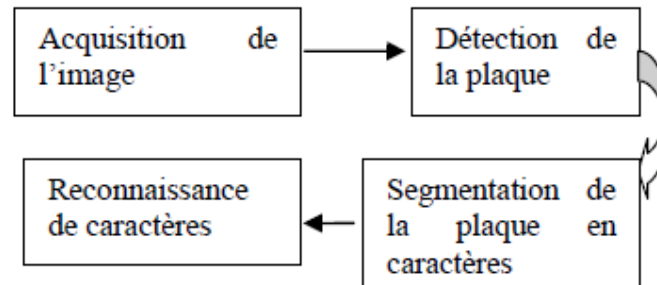 Acquisition de
l'image
Détection de
la plaque
Segmentation de
la plaque en
caractères
Reconnaissance
de caractères